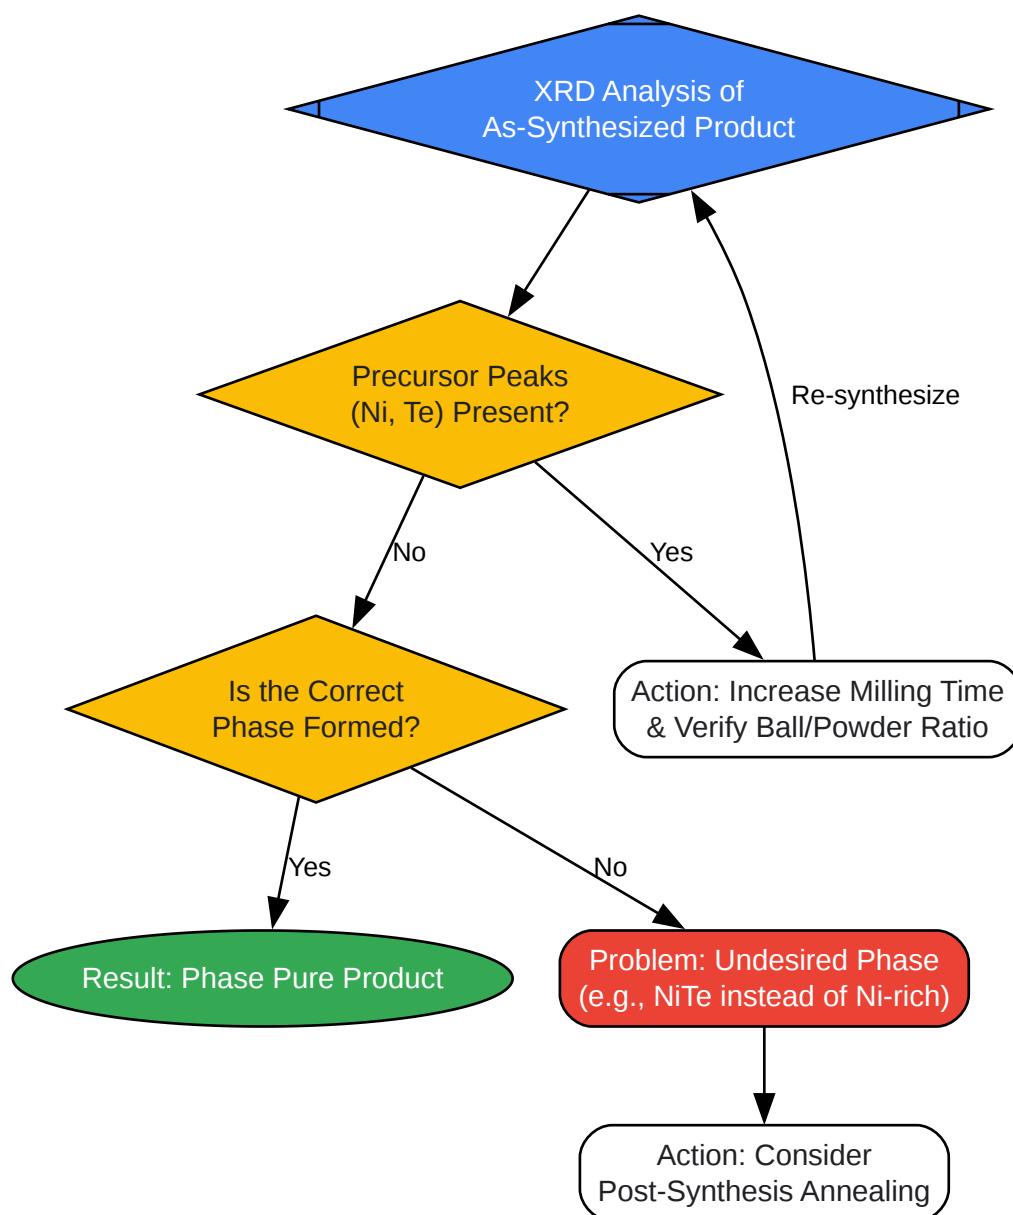 XRD Analysis of
As-Synthesized Product
Precursor Peaks
(Ni, Te) Present?
Re-synthesize
No
Yes
Is the Correct
Phase Formed?
Action: Increase Milling Time
& Verify Ball/Powder Ratio
Yes
No
Result: Phase Pure Product
Problem: Undesired Phase
(e.g., NiTe instead of Ni-rich)
Action: Consider
Post-Synthesis Annealing